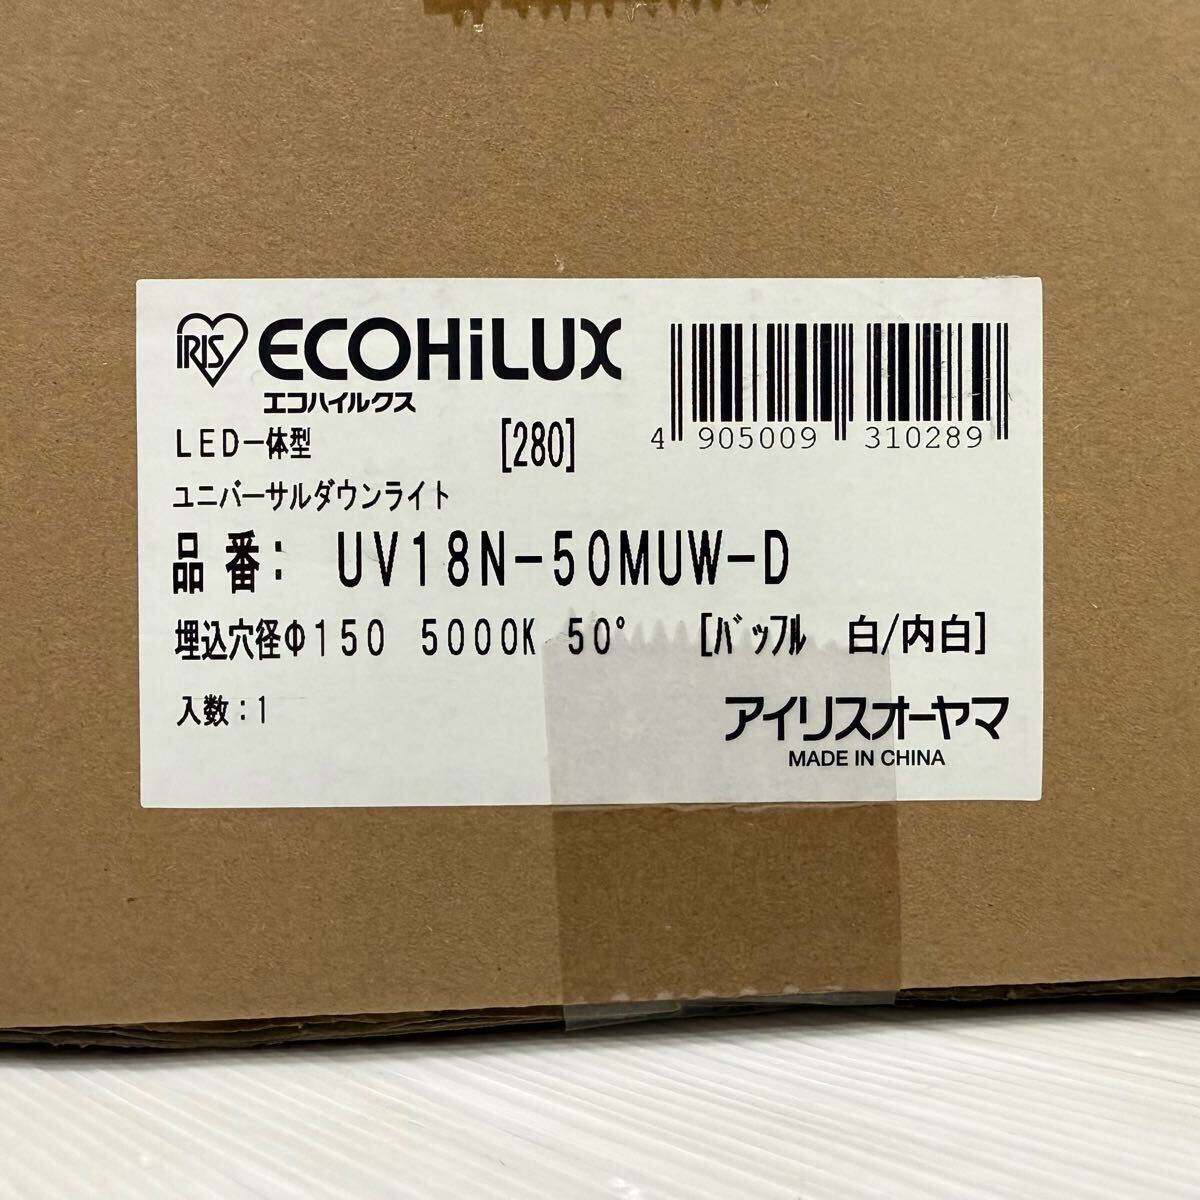 IRIS ECOHiLUX
エコハイルクス
4 905009 310289
LED一体型 [280]
ユニバーサルダウンライト
品番: UV18N-50MUW-D
埋込穴径Φ150 5000K 50° [バッフル 白/内白]
入数:1
アイリスオーヤマ
MADE IN CHINA